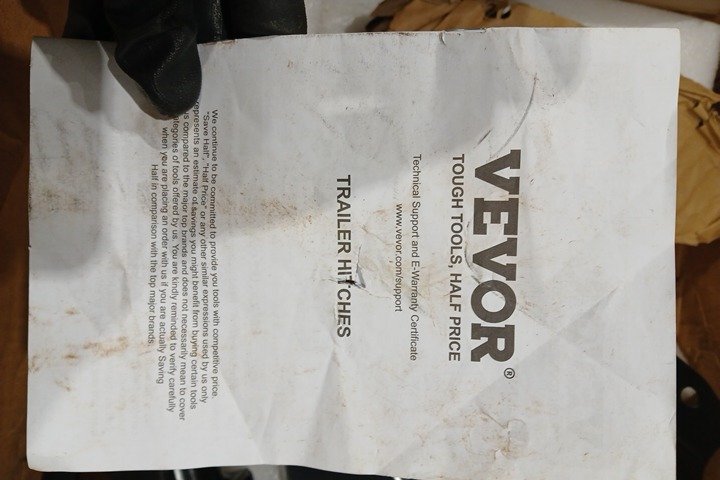 VEVOR®
TOUGH TOOLS, HALF PRICE
Technical Support and E-Warranty Certificate
www.vevor.com/support
TRAILER HITCHES
We continue to be committed to provide you tools with competitive price.
"Save Half", "Half Price" or any other similar expressions used by us only
represents an estimate of savings you might benefit from buying certain tools
us compared to the major top brands and does not necessarily mean to cover
categories of tools offered by us. You are kindly reminded to verify carefully
when you are placing an order with us if you are actually Saving
Half in comparison with the top major brands.